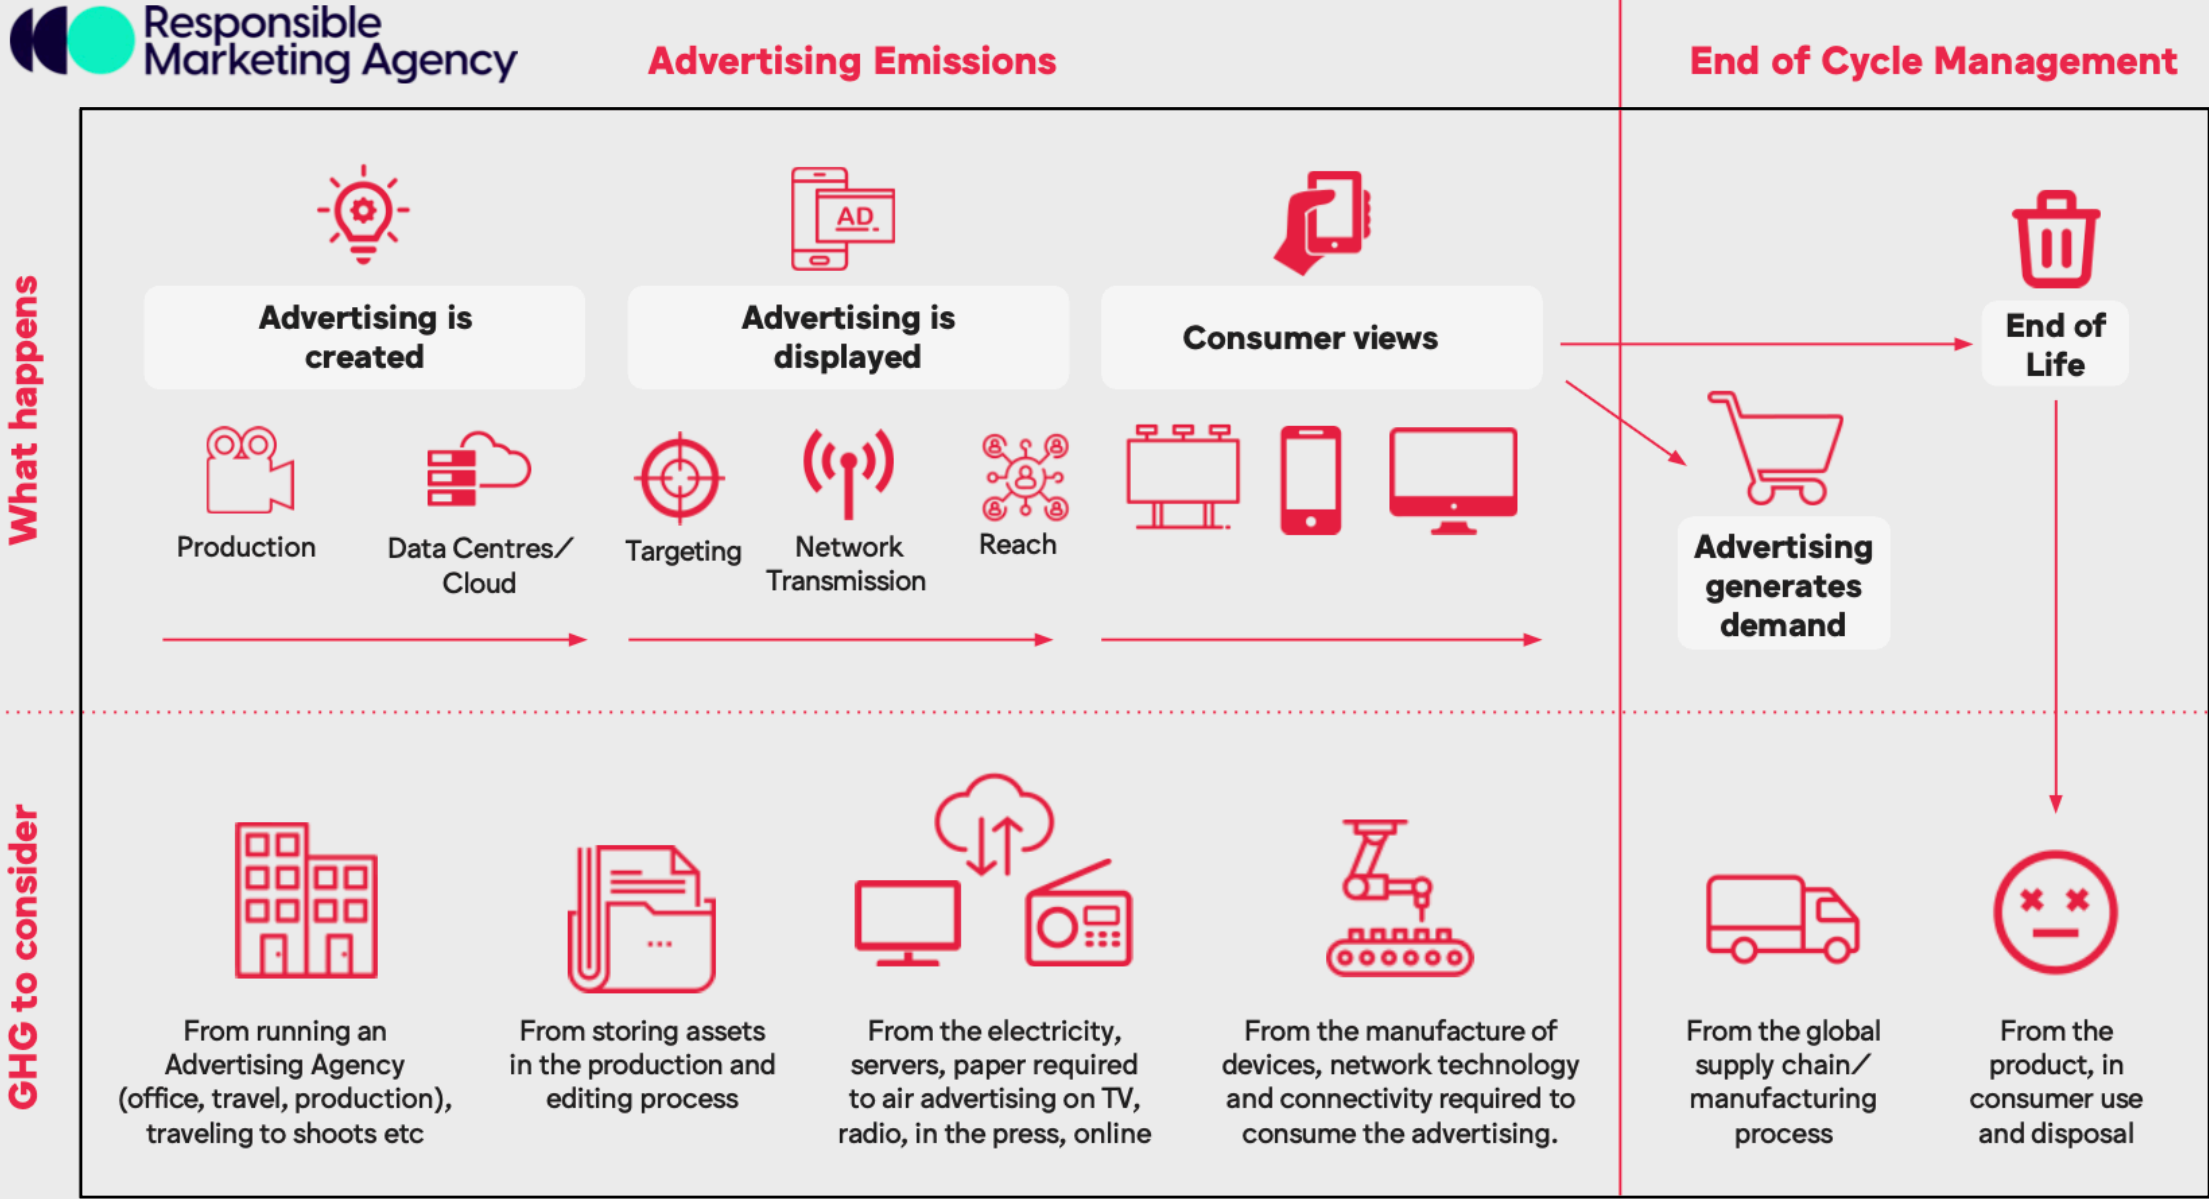 Responsible
Marketing Agency
Advertising Emissions
End of Cycle Management
What happens
AD
Advertising is
created
Advertising is
displayed
Consumer views
End of
Life
Production
Data Centres/
Cloud
Targeting
Network
Transmission
Reach
Advertising
generates
demand
GHG to consider
From running an
Advertising Agency
(office, travel, production),
traveling to shoots etc
From storing assets
in the production and
editing process
From the electricity,
servers, paper required
to air advertising on TV,
radio, in the press, online
From the manufacture of
devices, network technology
and connectivity required to
consume the advertising.
From the global
supply chain/
manufacturing
process
From the
product, in
consumer use
and disposal